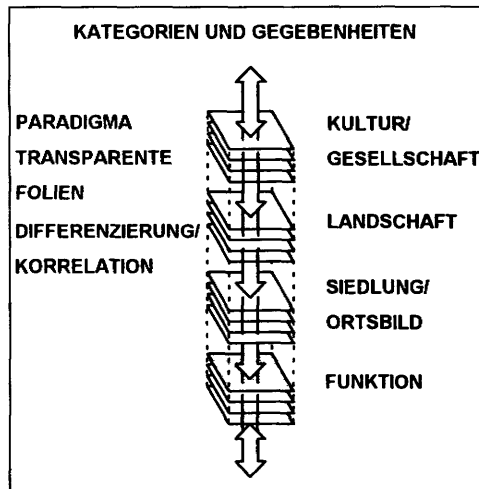 KATEGORIEN UND GEGEBENHEITEN
PARADIGMA
TRANSPARENTE
FOLIEN
DIFFERENZIERUNG/
KORRELATION
KULTUR/
GESELLSCHAFT
LANDSCHAFT
SIEDLUNG/
ORTSBILD
FUNKTION